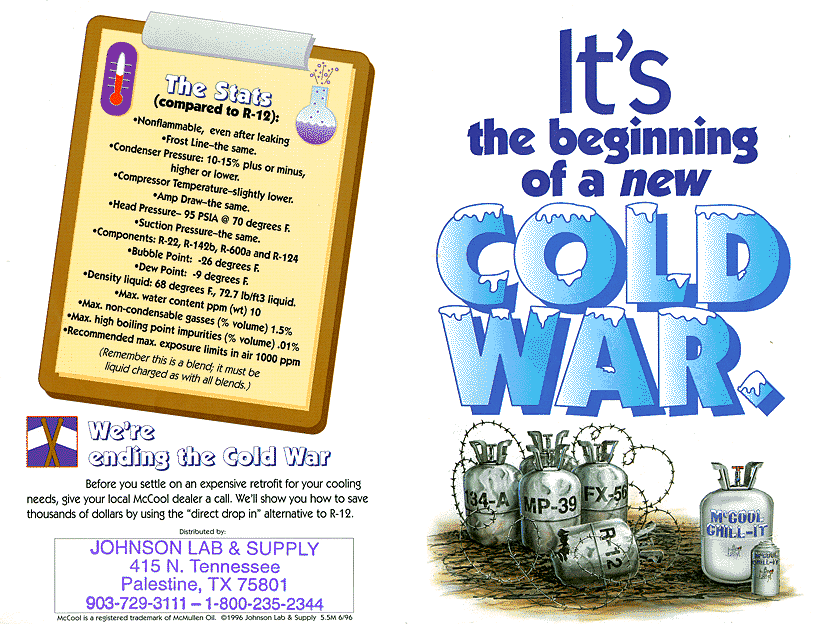 The Stats
(compared to R-12):
•Nonflammable, even after leaking
•Frost Line–the same.
•Condenser Pressure: 10-15% plus or minus,
higher or lower.
•Compressor Temperature–slightly lower.
•Amp Draw–the same.
•Head Pressure– 95 PSIA @ 70 degrees F.
•Suction Pressure–the same.
•Components: R-22, R-142b, R-600a and R-124
•Bubble Point: -26 degrees F.
•Dew Point: -9 degrees F.
•Density liquid: 68 degrees F., 72.7 lb/ft3 liquid.
•Max. water content ppm (wt) 10
•Max. non-condensable gasses (% volume) 1.5%
•Max. high boiling point impurities (% volume) .01%
•Recommended max. exposure limits in air 1000 ppm
(Remember this is a blend; it must be
liquid charged as with all blends.)
We're
ending the Cold War
Before you settle on an expensive retrofit for your cooling
needs, give your local McCool dealer a call. We'll show you how to save
thousands of dollars by using the "direct drop in" alternative to R-12.
Distributed by:
JOHNSON LAB & SUPPLY
415 N. Tennessee
Palestine, TX 75801
903-729-3111 – 1-800-235-2344
McCool is a registered trademark of McMullen Oil. ©1996 Johnson Lab & Supply 5.5M 6/96
It's
the beginning
of a new
COLD
WAR.
134-A
MP-39
FX-56
R-12
McCOOL
CHILL-IT
McCOOL
CHILL-IT